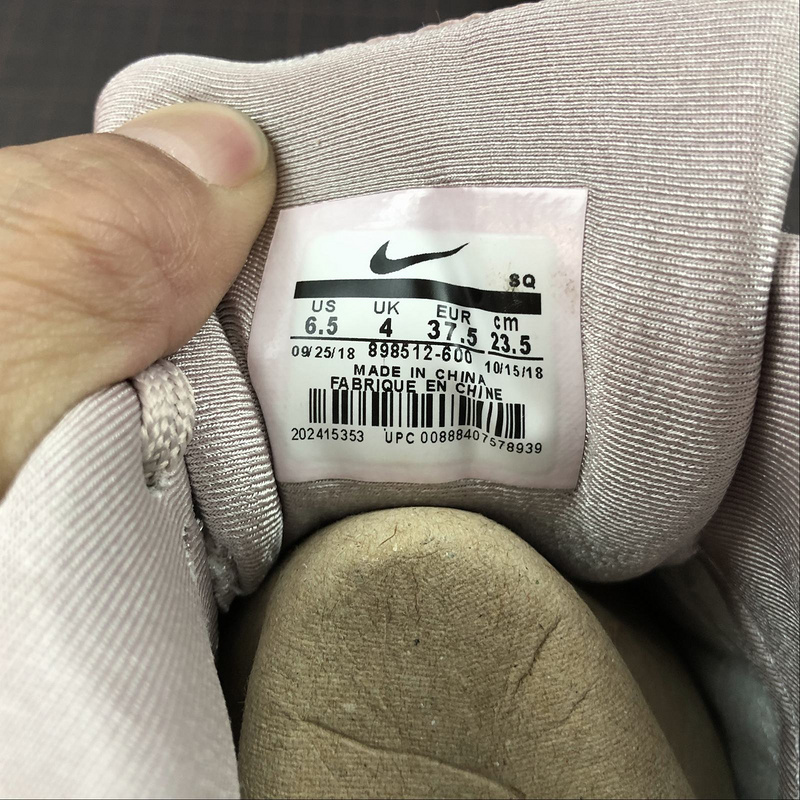 SQ
US UK EUR cm
6.5 4 37.5 23.5
09/25/18 898512-600 10/15/18
MADE IN CHINA
FABRIQUE EN CHINE
202415353 UPC 00888407578939